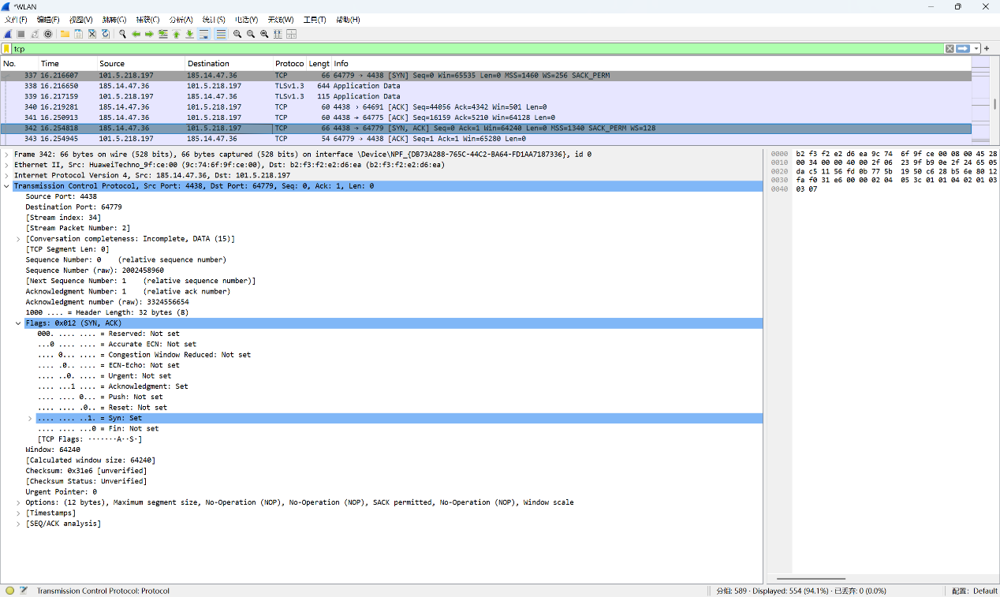 *WLAN
文件(F) 编辑(E) 视图(V) 跳转(G) 捕获(C) 分析(A) 统计(S) 电话(Y) 无线(W) 工具(T) 帮助(H)
tcp
No. Time Source Destination Protoco Lengt Info
337 16.216607 101.5.218.197 185.14.47.36 TCP 66 64779 → 4438 [SYN] Seq=0 Win=65535 Len=0 MSS=1460 WS=256 SACK_PERM
338 16.216650 185.14.47.36 101.5.218.197 TLSv1.3 644 Application Data
339 16.217159 101.5.218.197 185.14.47.36 TLSv1.3 115 Application Data
340 16.219281 185.14.47.36 101.5.218.197 TCP 60 4438 → 64691 [ACK] Seq=44056 Ack=4342 Win=501 Len=0
341 16.250913 185.14.47.36 101.5.218.197 TCP 60 4438 → 64775 [ACK] Seq=16159 Ack=5210 Win=64128 Len=0
342 16.254818 185.14.47.36 101.5.218.197 TCP 66 4438 → 64779 [SYN, ACK] Seq=0 Ack=1 Win=64240 Len=0 MSS=1340 SACK_PERM WS=128
343 16.254945 101.5.218.197 185.14.47.36 TCP 54 64779 → 4438 [ACK] Seq=1 Ack=1 Win=65280 Len=0
Frame 342: 66 bytes on wire (528 bits), 66 bytes captured (528 bits) on interface \Device\NPF_{DB73A288-765C-44C2-BA64-FD1AA7187336}, id 0
Ethernet II, Src: HuaweiTechno_9f:ce:00 (9c:74:6f:9f:ce:00), Dst: b2:f3:f2:e2:d6:ea (b2:f3:f2:e2:d6:ea)
Internet Protocol Version 4, Src: 185.14.47.36, Dst: 101.5.218.197
Transmission Control Protocol, Src Port: 4438, Dst Port: 64779, Seq: 0, Ack: 1, Len: 0
Source Port: 4438
Destination Port: 64779
[Stream index: 34]
[Stream Packet Number: 2]
[Conversation completeness: Incomplete, DATA (15)]
[TCP Segment Len: 0]
Sequence Number: 0 (relative sequence number)
Sequence Number (raw): 2002458960
[Next Sequence Number: 1 (relative sequence number)]
Acknowledgment Number: 1 (relative ack number)
Acknowledgment number (raw): 3324556654
1000 .... = Header Length: 32 bytes (8)
Flags: 0x012 (SYN, ACK)
000. .... .... = Reserved: Not set
...0 .... .... = Accurate ECN: Not set
.... 0... .... = Congestion Window Reduced: Not set
.... .0.. .... = ECN-Echo: Not set
.... ..0. .... = Urgent: Not set
.... ...1 .... = Acknowledgment: Set
.... .... 0... = Push: Not set
.... .... .0.. = Reset: Not set
.... .... ..1. = Syn: Set
.... .... ...0 = Fin: Not set
[TCP Flags: ·······A··S·]
Window: 64240
[Calculated window size: 64240]
Checksum: 0x31e6 [unverified]
[Checksum Status: Unverified]
Urgent Pointer: 0
Options: (12 bytes), Maximum segment size, No-Operation (NOP), No-Operation (NOP), SACK permitted, No-Operation (NOP), Window scale
[Timestamps]
[SEQ/ACK analysis]
0000 b2 f3 f2 e2 d6 ea 9c 74 6f 9f ce 00 08 00 45 28
0010 00 34 00 00 40 00 2f 06 23 9f b9 0e 2f 24 65 05
0020 da c5 11 56 fd 0b 77 5b 19 50 c6 28 b5 6e 80 12
0030 fa f0 31 e6 00 00 02 04 05 3c 01 01 04 02 01 03
0040 03 07
Transmission Control Protocol: Protocol
分组: 589 · Displayed: 554 (94.1%) · 已丢弃: 0 (0.0%)
配置: Default